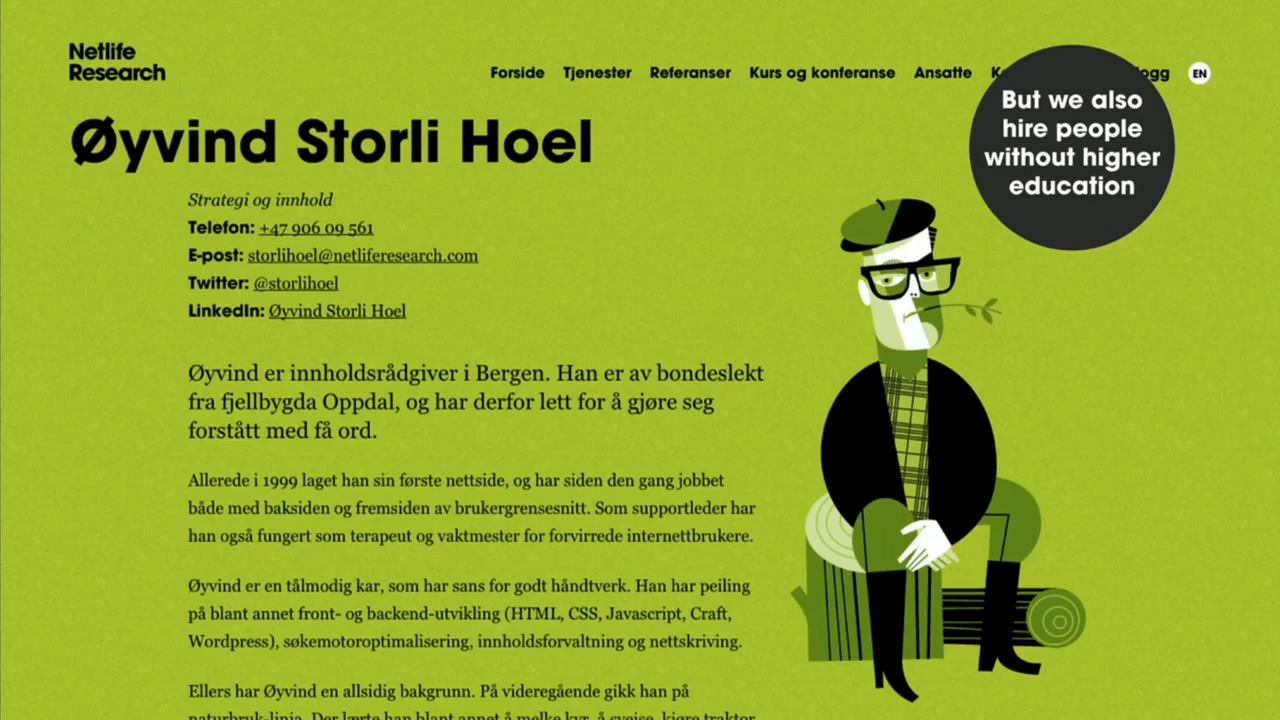 Netlife
Research
Forside Tjenester Referanser Kurs og konferanse Ansatte
EN
But we also
hire people
without higher
education
Øyvind Storli Hoel
Strategi og innhold
Telefon: +47 906 09 561
E-post: storlihoel@netliferesearch.com
Twitter: @storlihoel
LinkedIn: Øyvind Storli Hoel
Øyvind er innholdsrådgiver i Bergen. Han er av bondeslekt
fra fjellbygda Oppdal, og har derfor lett for å gjøre seg
forstått med få ord.
Allerede i 1999 laget han sin første nettside, og har siden den gang jobbet
både med baksiden og fremsiden av brukergrensesnitt. Som supportleder har
han også fungert som terapeut og vaktmester for forvirrede internettbrukere.
Øyvind er en tålmodig kar, som har sans for godt håndtverk. Han har peiling
på blant annet front- og backend-utvikling (HTML, CSS, Javascript, Craft,
Wordpress), søkemotoroptimalisering, innholdsforvaltning og nettskriving.
Ellers har Øyvind en allsidig bakgrunn. På videregående gikk han på
naturbruk-linja. Der lærte han blant annet å melke kyr, å sveise, kjøre traktor